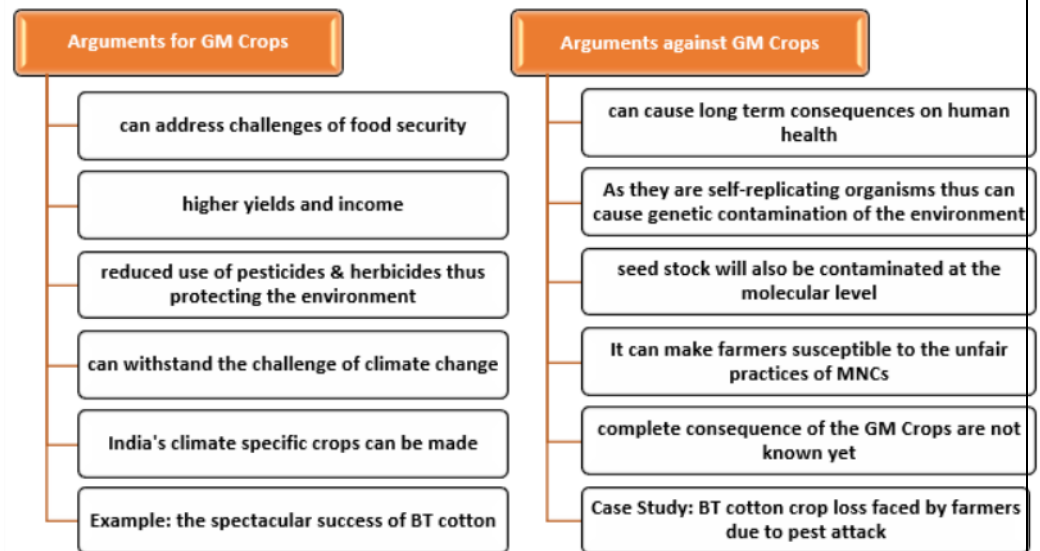 Arguments for GM Crops
can address challenges of food security
higher yields and income
reduced use of pesticides & herbicides thus
protecting the environment
can withstand the challenge of climate change
India's climate specific crops can be made
Example: the spectacular success of BT cotton
Arguments against GM Crops
can cause long term consequences on human
health
As they are self-replicating organisms thus can
cause genetic contamination of the environment
seed stock will also be contaminated at the
molecular level
It can make farmers susceptible to the unfair
practices of MNCs
complete consequence of the GM Crops are not
known yet
Case Study: BT cotton crop loss faced by farmers
due to pest attack